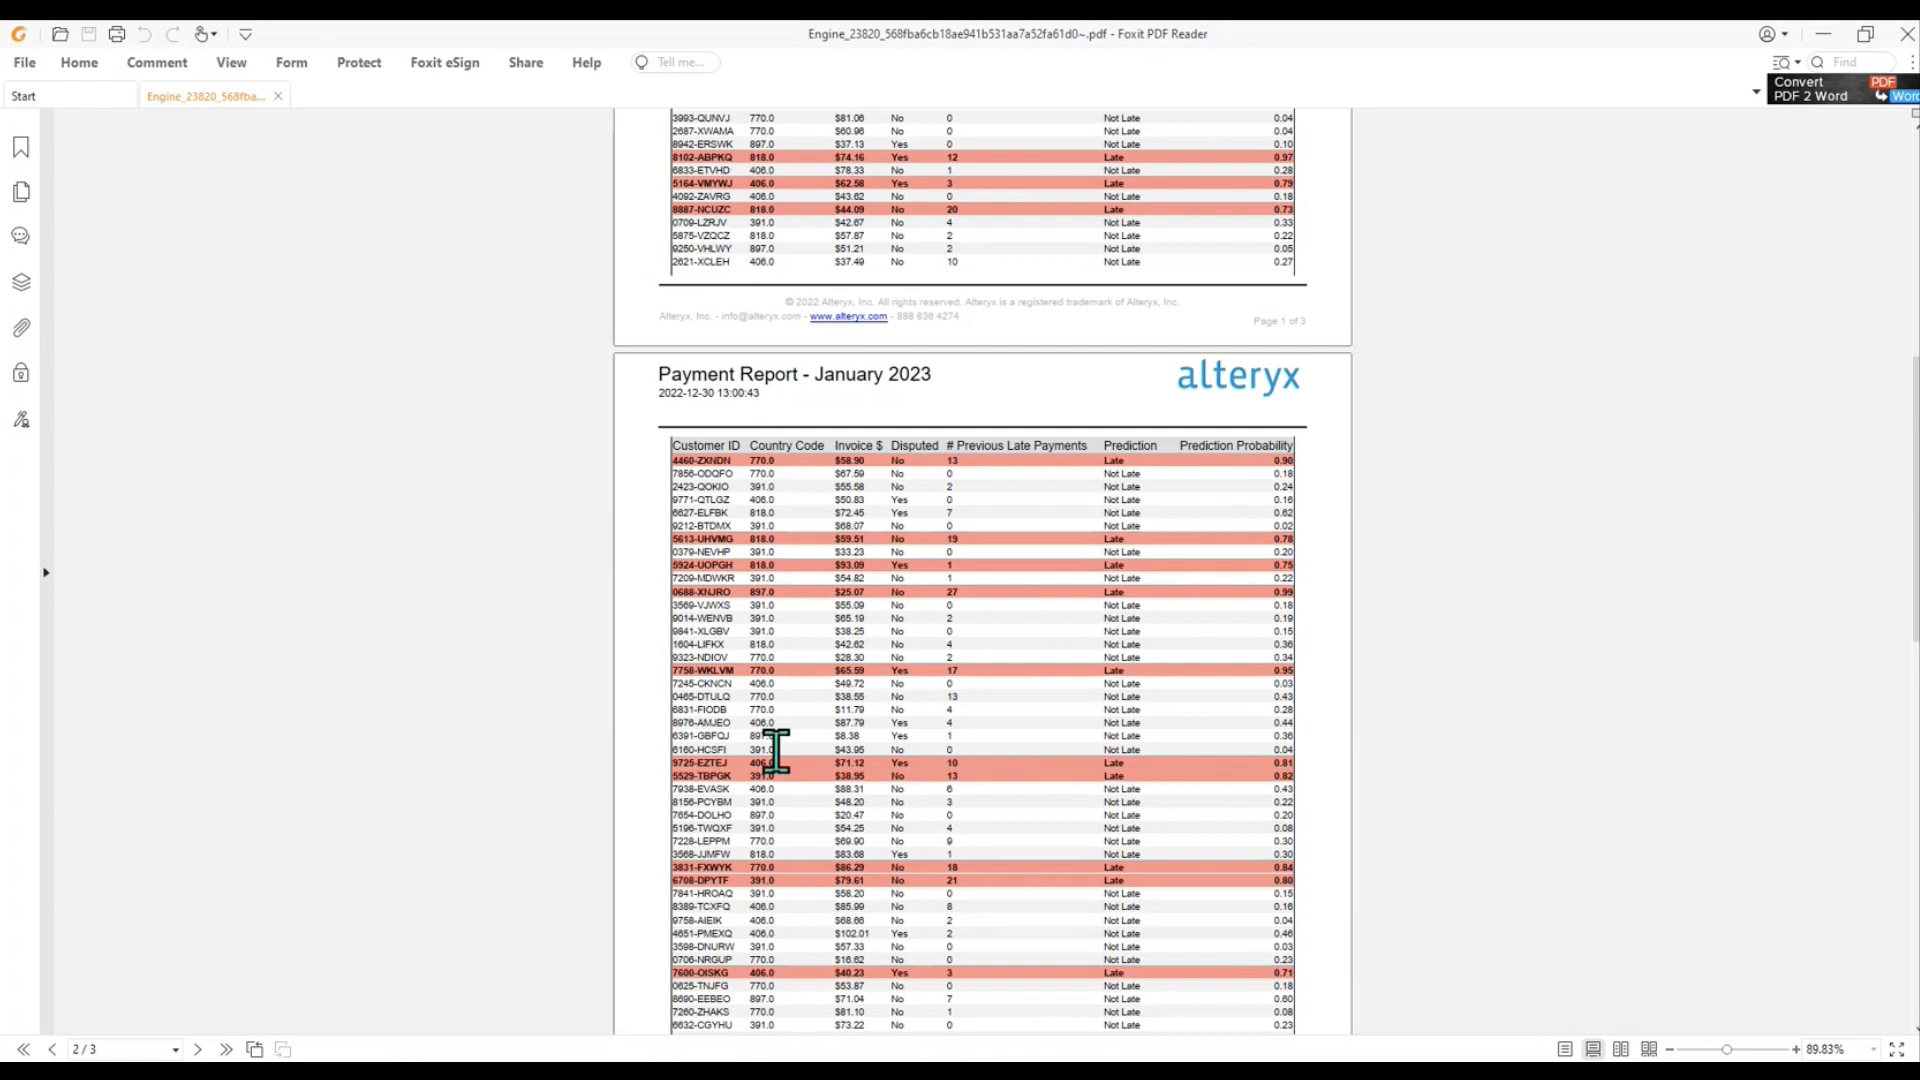 Engine_23820_568fba6cb18ae941b531aa7a52fa61d0~.pdf - Foxit PDF Reader
File Home Comment View Form Protect Foxit eSign Share Help Tell me... Find
Start Engine_23820_568fba...
Convert PDF
PDF 2 Word Word
3993-QUNVJ 770.0 $81.06 No 0 Not Late 0.04
2687-XWAMA 770.0 $60.96 No 0 Not Late 0.04
8942-ERSWK 897.0 $37.13 Yes 0 Not Late 0.10
8102-ABPKQ 818.0 $74.16 Yes 12 Late 0.97
6833-ETVHD 406.0 $78.33 No 1 Not Late 0.28
5164-VMYWJ 406.0 $62.58 Yes 3 Late 0.79
4092-ZAVRG 406.0 $43.62 No 0 Not Late 0.18
8887-NCUZC 818.0 $44.09 No 20 Late 0.73
0709-LZRJV 391.0 $42.67 No 4 Not Late 0.33
5875-VZQCZ 818.0 $57.87 No 2 Not Late 0.22
9250-VHLWY 897.0 $51.21 No 2 Not Late 0.05
2621-XCLEH 406.0 $37.49 No 10 Not Late 0.27
© 2022 Alteryx, Inc. All rights reserved. Alteryx is a registered trademark of Alteryx, Inc.
Alteryx, Inc. - info@alteryx.com - www.alteryx.com - 888 836 4274
Page 1 of 3
Payment Report - January 2023
alteryx
2022-12-30 13:00:43
Customer ID Country Code Invoice $ Disputed # Previous Late Payments Prediction Prediction Probability
4460-ZXNDN 770.0 $58.90 No 13 Late 0.90
7856-ODQFO 770.0 $67.59 No 0 Not Late 0.18
2423-QOKIO 391.0 $55.58 No 2 Not Late 0.24
9771-QTLGZ 406.0 $50.83 Yes 0 Not Late 0.16
6627-ELFBK 818.0 $72.45 Yes 7 Not Late 0.62
9212-BTDMX 391.0 $68.07 No 0 Not Late 0.02
5613-UHVMG 818.0 $59.51 No 19 Late 0.78
0379-NEVHP 391.0 $33.23 No 0 Not Late 0.20
5924-UOPGH 818.0 $93.09 Yes 1 Late 0.75
7209-MDWKR 391.0 $54.82 No 1 Not Late 0.22
0688-XNJRO 897.0 $25.07 No 27 Late 0.99
3569-VJWXS 391.0 $55.09 No 0 Not Late 0.18
9014-WENVB 391.0 $65.19 No 2 Not Late 0.19
9841-XLGBV 391.0 $38.25 No 0 Not Late 0.15
1604-LIFKX 818.0 $42.62 No 4 Not Late 0.36
9323-NDIOV 770.0 $28.30 No 2 Not Late 0.34
7758-WKLVM 770.0 $65.59 Yes 17 Late 0.95
7245-CKNCN 406.0 $49.72 No 0 Not Late 0.03
0465-DTULQ 770.0 $38.55 No 13 Not Late 0.43
6831-FIODB 770.0 $11.79 No 4 Not Late 0.28
8976-AMJEO 406.0 $87.79 Yes 4 Not Late 0.44
6391-GBFQJ $8.38 Yes 1 Not Late 0.36
6160-HCSFI 391.0 $43.95 No 0 Not Late 0.04
9725-EZTEJ 406.0 $71.12 Yes 10 Late 0.81
5529-TBPGK 391.0 $38.95 No 13 Late 0.82
7938-EVASK 406.0 $88.31 No 6 Not Late 0.43
8156-PCYBM 391.0 $48.20 No 3 Not Late 0.22
7654-DOLHO 897.0 $20.47 No 0 Not Late 0.20
5196-TWQXF 391.0 $54.25 No 4 Not Late 0.08
7228-LEPPM 770.0 $69.90 No 9 Not Late 0.30
3568-JJMFW 818.0 $83.68 Yes 1 Not Late 0.30
3831-FXWYK 770.0 $86.29 No 18 Late 0.84
6708-DPYTF 391.0 $79.61 No 21 Late 0.80
7841-HROAQ 391.0 $58.20 No 0 Not Late 0.15
8389-TCXFQ 406.0 $85.99 No 8 Not Late 0.16
9758-AIEIK 406.0 $68.66 No 2 Not Late 0.04
4651-PMEXQ 406.0 $102.01 Yes 2 Not Late 0.46
3598-DNURW 391.0 $57.33 No 0 Not Late 0.03
0706-NRGUP 770.0 $16.62 No 0 Not Late 0.23
7600-OISKG 406.0 $40.23 Yes 3 Late 0.71
0625-TNJFG 770.0 $53.87 No 0 Not Late 0.18
8690-EEBEO 897.0 $71.04 No 7 Not Late 0.60
7260-ZHAKS 770.0 $81.10 No 1 Not Late 0.08
6632-CGYHU 391.0 $73.22 No 0 Not Late 0.23
2 / 3 89.83%